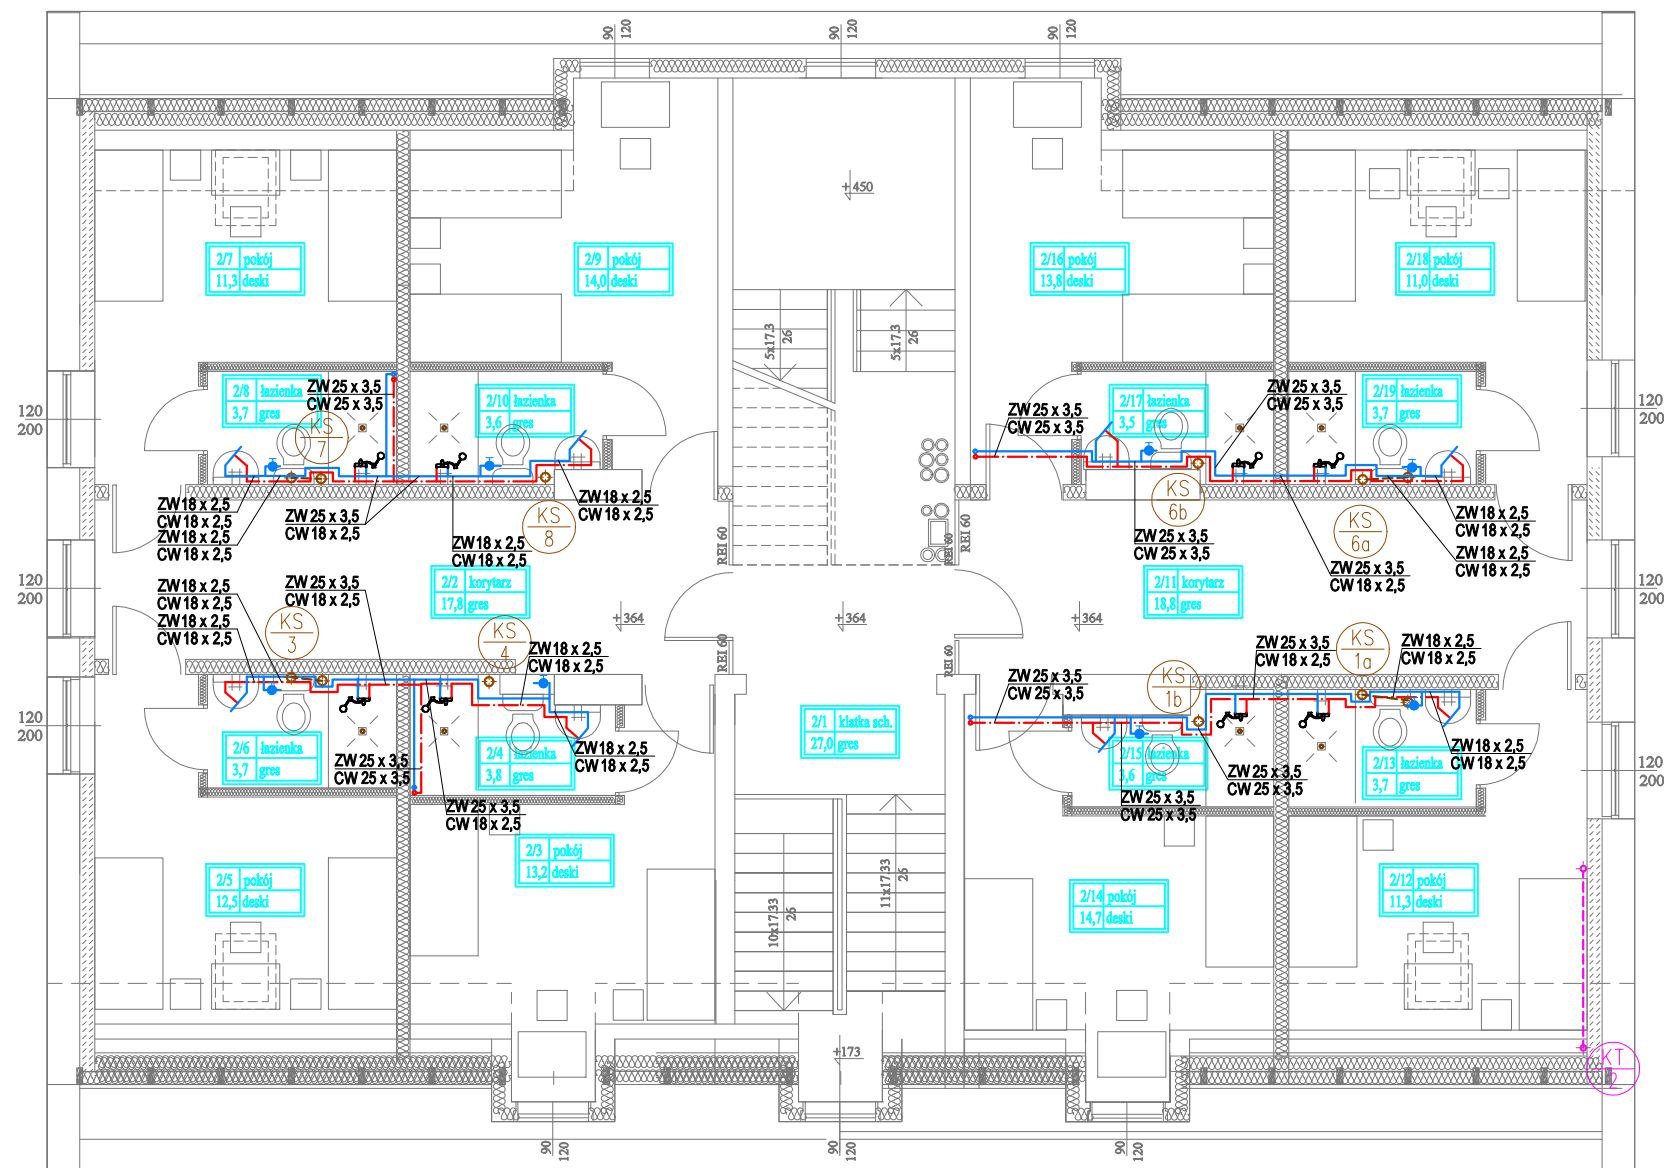 90
120
90
120
90
120
+450
2/7 pokój
11,3 deski
2/9 pokój
14,0 deski
2/16 pokój
13,8 deski
2/18 pokój
11,0 deski
5x17.3
26
5x17.3
26
2/8 łazienka
3,7 gres
ZW 25 x 3,5
CW 25 x 3,5
2/10 łazienka
3,6 gres
2/17 łazienka
3,5 gres
ZW 25 x 3,5
CW 25 x 3,5
2/19 łazienka
3,7 gres
120
200
120
200
ZW 25 x 3,5
CW 25 x 3,5
KS
7
ZW 18 x 2,5
CW 18 x 2,5
ZW 18 x 2,5
CW 18 x 2,5
ZW 25 x 3,5
CW 18 x 2,5
ZW 18 x 2,5
CW 18 x 2,5
KS
8
ZW 18 x 2,5
CW 18 x 2,5
REI 60
REI 60
REI 60
KS
6b
ZW 25 x 3,5
CW 25 x 3,5
KS
6a
ZW 18 x 2,5
CW 18 x 2,5
ZW 18 x 2,5
CW 18 x 2,5
ZW 25 x 3,5
CW 18 x 2,5
120
200
120
200
ZW 18 x 2,5
CW 18 x 2,5
ZW 18 x 2,5
CW 18 x 2,5
ZW 25 x 3,5
CW 18 x 2,5
2/2 korytarz
17,8 gres
2/11 korytarz
18,8 gres
+364
+364
+364
KS
3
KS
4
ZW 18 x 2,5
CW 18 x 2,5
REI 60
REI 60
ZW 25 x 3,5
CW 25 x 3,5
KS
1b
ZW 25 x 3,5
CW 18 x 2,5
KS
1a
ZW 18 x 2,5
CW 18 x 2,5
120
200
120
200
2/6 łazienka
3,7 gres
2/4 łazienka
3,8 gres
ZW 18 x 2,5
CW 18 x 2,5
2/1 klatka sch.
27,0 gres
2/15 łazienka
3,6 gres
2/13 łazienka
3,7 gres
ZW 18 x 2,5
CW 18 x 2,5
ZW 25 x 3,5
CW 25 x 3,5
ZW 25 x 3,5
CW 25 x 3,5
ZW 25 x 3,5
CW 18 x 2,5
ZW 25 x 3,5
CW 25 x 3,5
2/3 pokój
13,2 deski
2/5 pokój
12,5 deski
2/14 pokój
14,7 deski
2/12 pokój
11,3 deski
10x17.33
26
11x17.33
26
+173
KT
2
90
120
90
120
90
120